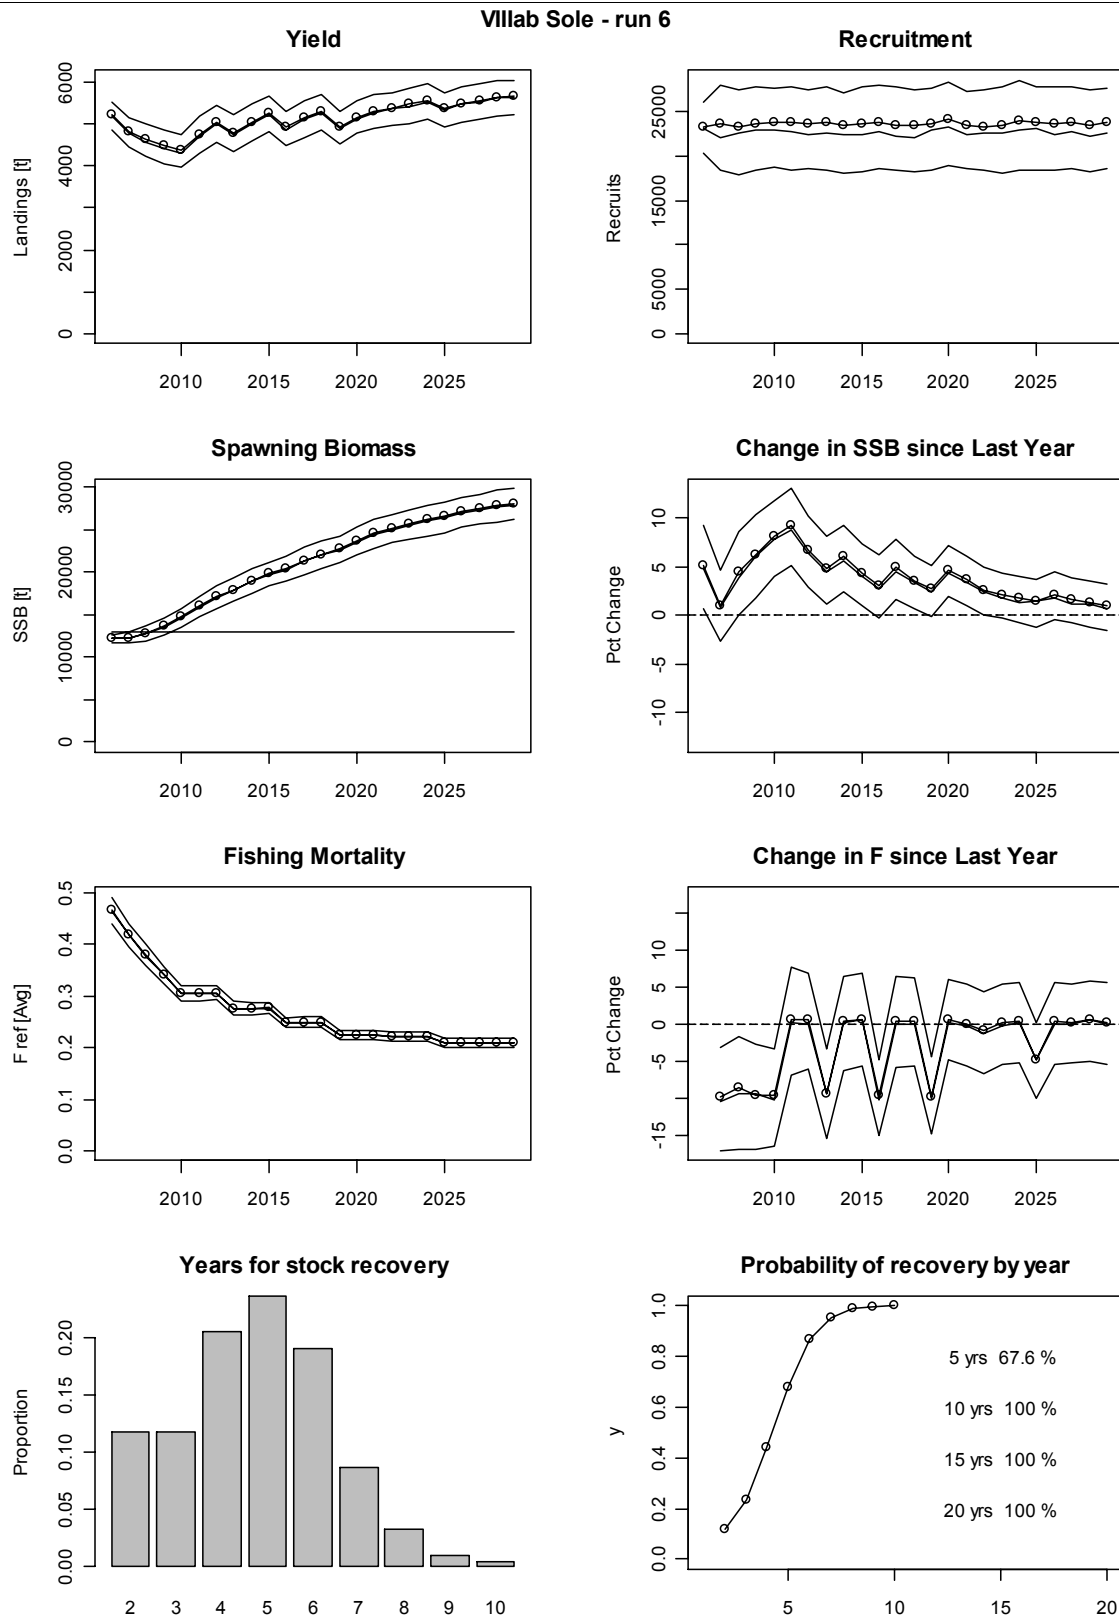 VIIIab Sole - run 6
Yield
Landings [t]
0 2000 4000 6000
2010 2015 2020 2025
Recruitment
Recruits
0 5000 15000 25000
2010 2015 2020 2025
Spawning Biomass
SSB [t]
0 10000 20000 30000
2010 2015 2020 2025
Change in SSB since Last Year
Pct Change
-10 -5 0 5 10
2010 2015 2020 2025
Fishing Mortality
F ref [Avg]
0.0 0.1 0.2 0.3 0.4 0.5
2010 2015 2020 2025
Change in F since Last Year
Pct Change
-15 -5 0 5 10
2010 2015 2020 2025
Years for stock recovery
Proportion
0.00 0.05 0.10 0.15 0.20
2 3 4 5 6 7 8 9 10
Probability of recovery by year
y
0.0 0.2 0.4 0.6 0.8 1.0
5 yrs 67.6 %
10 yrs 100 %
15 yrs 100 %
20 yrs 100 %
5 10 15 20